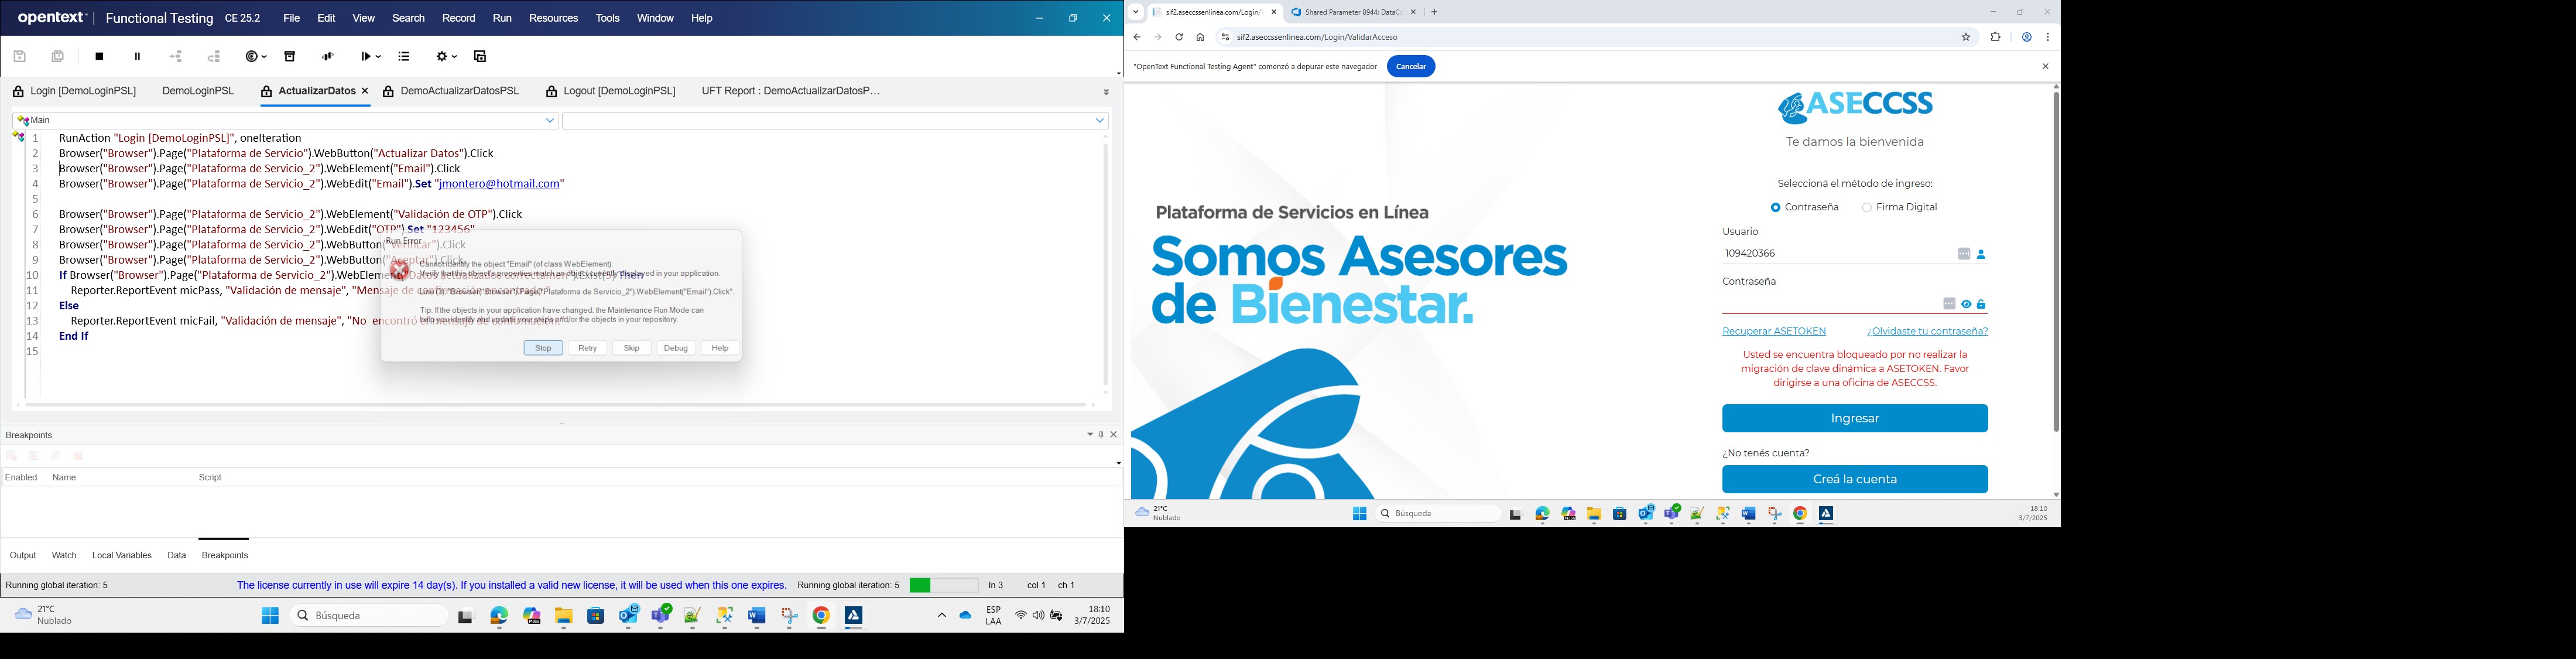 opentext | Functional Testing CE 25.2 File Edit View Search Record Run Resources Tools Window Help
Login [DemoLoginPSL] DemoLoginPSL ActualizarDatos DemoActualizarDatosPSL Logout [DemoLoginPSL] UFT Report : DemoActualizarDatosP…
Main
1 RunAction "Login [DemoLoginPSL]", oneIteration
2 Browser("Browser").Page("Plataforma de Servicio").WebButton("Actualizar Datos").Click
3 Browser("Browser").Page("Plataforma de Servicio_2").WebElement("Email").Click
4 Browser("Browser").Page("Plataforma de Servicio_2").WebEdit("Email").Set "jmontero@hotmail.com"
5
6 Browser("Browser").Page("Plataforma de Servicio_2").WebElement("Validación de OTP").Click
7 Browser("Browser").Page("Plataforma de Servicio_2").WebEdit("OTP").Set "123456"
8 Browser("Browser").Page("Plataforma de Servicio_2").WebButton("Verificar").Click
9 Browser("Browser").Page("Plataforma de Servicio_2").WebButton("Aceptar").Click
10 If Browser("Browser").Page("Plataforma de Servicio_2").WebElement("Datos actualizados correctamen").Exist(5) Then
11 Reporter.ReportEvent micPass, "Validación de mensaje", "Mensaje de
12 Else
13 Reporter.ReportEvent micFail, "Validación de mensaje", "No encontró el mensaje de confirmación."
14 End If
15
Run Error
Cannot identify the object "Email" (of class WebElement).
Verify that this object's properties match an object currently displayed in your application.
Line (3): "Browser("Browser").Page("Plataforma de Servicio_2").WebElement("Email").Click".
Tip: If the objects in your application have changed, the Maintenance Run Mode can
help you identify and update your steps and/or the objects in your repository.
Stop Retry Skip Debug Help
Breakpoints
Enabled Name Script
Output Watch Local Variables Data Breakpoints
Running global iteration: 5 The license currently in use will expire 14 day(s). If you installed a valid new license, it will be used when this one expires. Running global iteration: 5 ln 3 col 1 ch 1
21°C
Nublado
Búsqueda
ESP
LAA
18:10
3/7/2025
sif2.aseccssenlinea.com/Login/ Shared Parameter 8944: DataC
sif2.aseccssenlinea.com/Login/ValidarAcceso
"OpenText Functional Testing Agent" comenzó a depurar este navegador Cancelar
ASECCSS
Te damos la bienvenida
Seleccioná el método de ingreso:
Contraseña Firma Digital
Plataforma de Servicios en Línea
Somos Asesores
de Bienestar.
Usuario
109420366
Contraseña
Recuperar ASETOKEN ¿Olvidaste tu contraseña?
Usted se encuentra bloqueado por no realizar la
migración de clave dinámica a ASETOKEN. Favor
dirigirse a una oficina de ASECCSS.
Ingresar
¿No tenés cuenta?
Creá la cuenta
21°C
Nublado
Búsqueda
18:10
3/7/2025